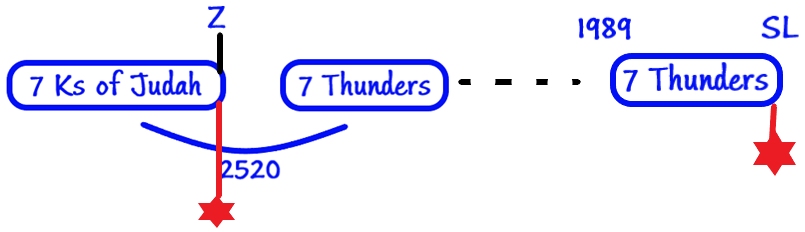 Z
1989
SL
7 Ks of Judah
7 Thunders
7 Thunders
2520